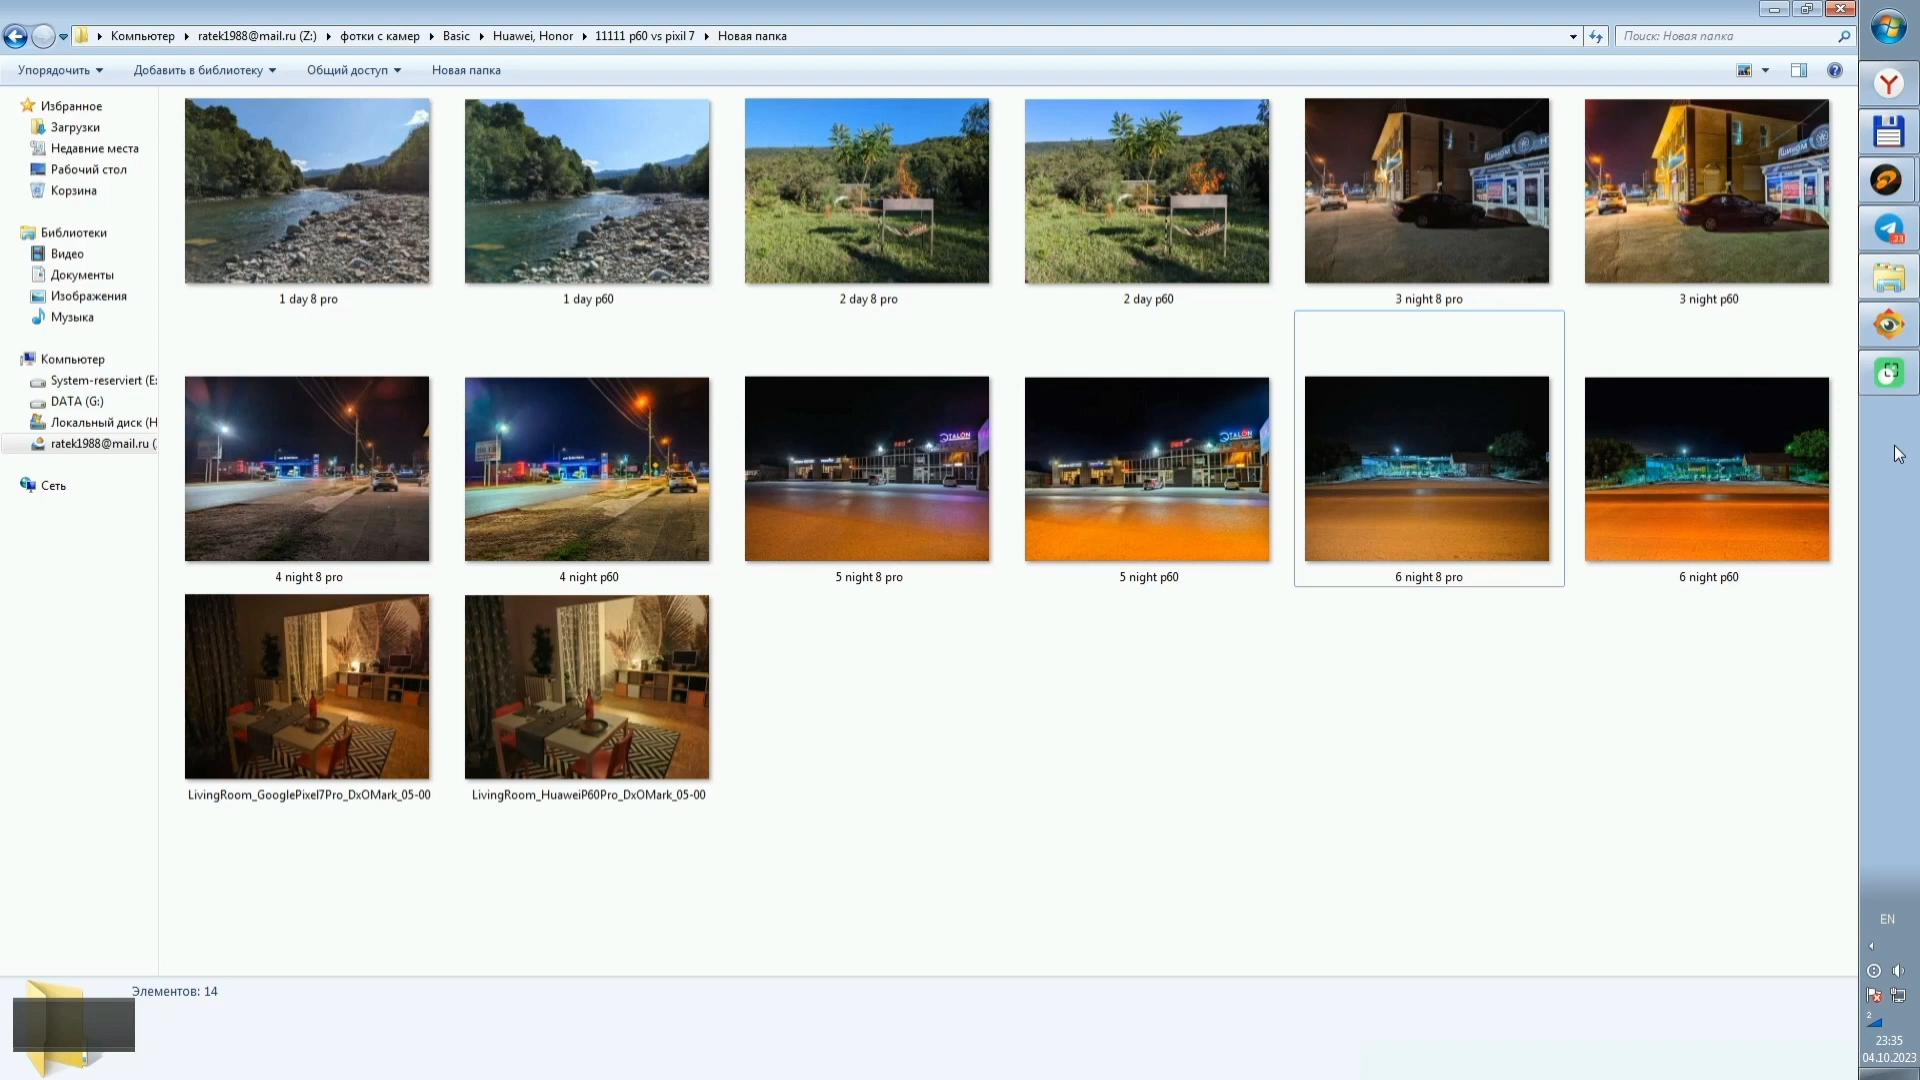 Компьютер ▸ ratek1988@mail.ru (Z:) ▸ фотки с камер ▸ Basic ▸ Huawei, Honor ▸ 11111 p60 vs pixil 7 ▸ Новая папка
Поиск: Новая папка
Упорядочить Добавить в библиотеку Общий доступ Новая папка
Избранное
Загрузки
Недавние места
Рабочий стол
Корзина
Библиотеки
Видео
Документы
Изображения
Музыка
Компьютер
System-reserviert (E:
DATA (G:)
Локальный диск (H
ratek1988@mail.ru (
Сеть
1 day 8 pro
1 day p60
2 day 8 pro
2 day p60
3 night 8 pro
3 night p60
TALON
TALON
4 night 8 pro
4 night p60
5 night 8 pro
5 night p60
6 night 8 pro
6 night p60
LivingRoom_GooglePixel7Pro_DxOMark_05-00
LivingRoom_HuaweiP60Pro_DxOMark_05-00
Элементов: 14
23
EN
2
23:35
04.10.2023